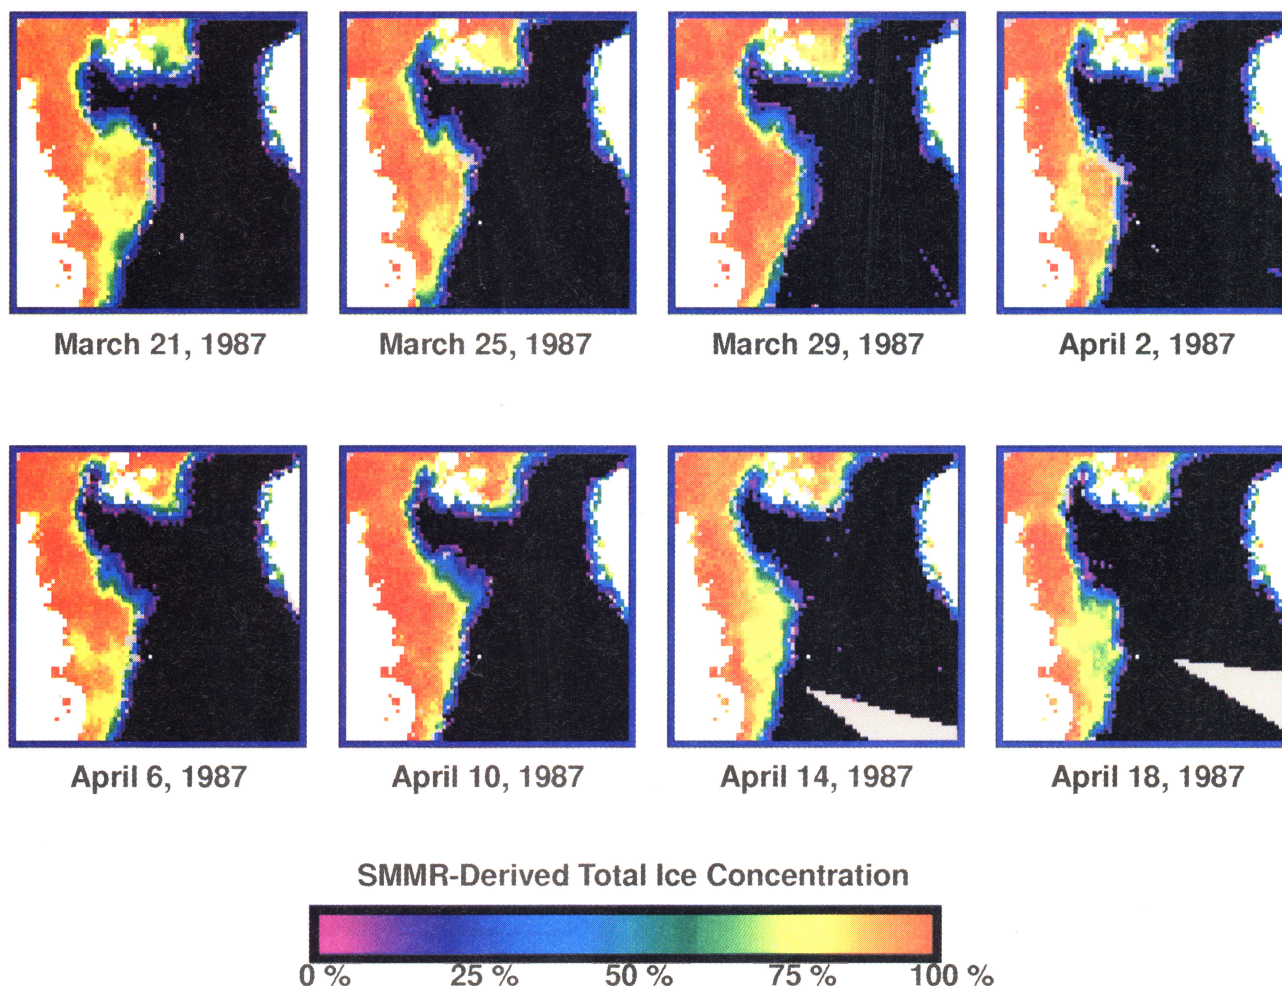 March 21, 1987
March 25, 1987
March 29, 1987
April 2, 1987
April 6, 1987
April 10, 1987
April 14, 1987
April 18, 1987
SMMR-Derived Total Ice Concentration
0 % 25 % 50 % 75 % 100 %